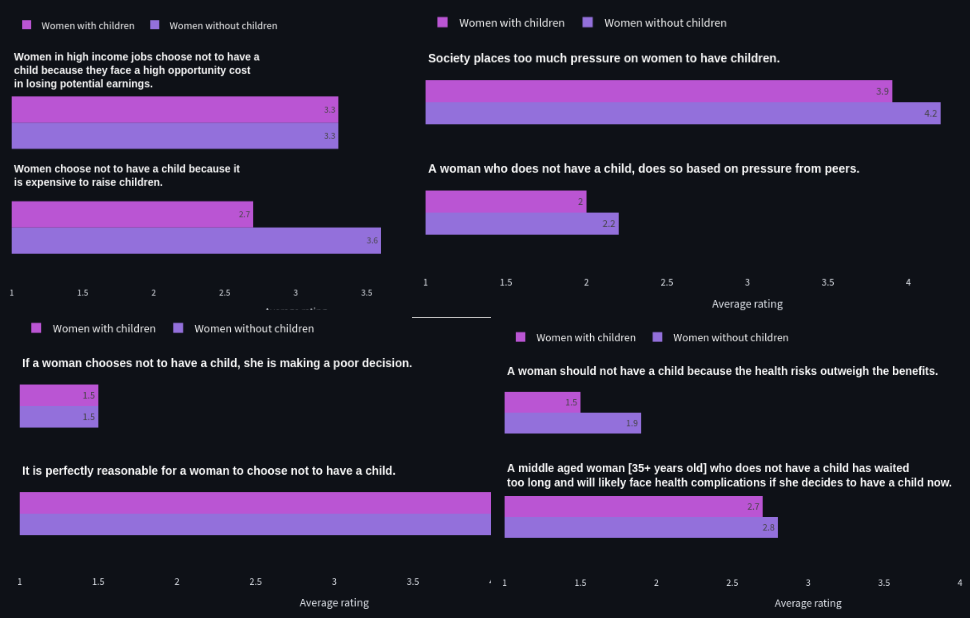 Women with children Women without children
Women in high income jobs choose not to have a
child because they face a high opportunity cost
in losing potential earnings.
3.3
3.3
Women choose not to have a child because it
is expensive to raise children.
2.7
3.6
1 1.5 2 2.5 3 3.5
Women with children Women without children
Society places too much pressure on women to have children.
3.9
4.2
A woman who does not have a child, does so based on pressure from peers.
2
2.2
1 1.5 2 2.5 3 3.5 4
Average rating
Women with children Women without children
If a woman chooses not to have a child, she is making a poor decision.
1.5
1.5
It is perfectly reasonable for a woman to choose not to have a child.
1 1.5 2 2.5 3 3.5
Average rating
Women with children Women without children
A woman should not have a child because the health risks outweigh the benefits.
1.5
1.9
A middle aged woman [35+ years old] who does not have a child has waited
too long and will likely face health complications if she decides to have a child now.
2.7
2.8
1 1.5 2 2.5 3 3.5 4
Average rating